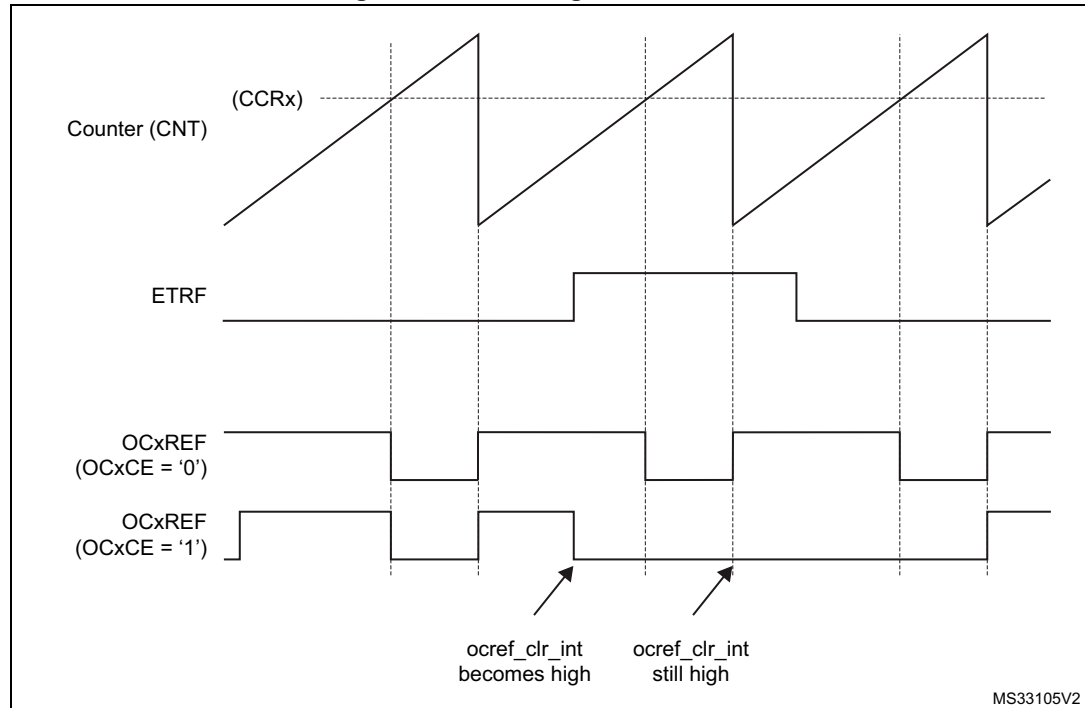 (CCRx)
Counter (CNT)
ETRF
OCxREF
(OCxCE = ‘0’)
OCxREF
(OCxCE = ‘1’)
ocref_clr_int
becomes high
ocref_clr_int
still high
MS33105V2